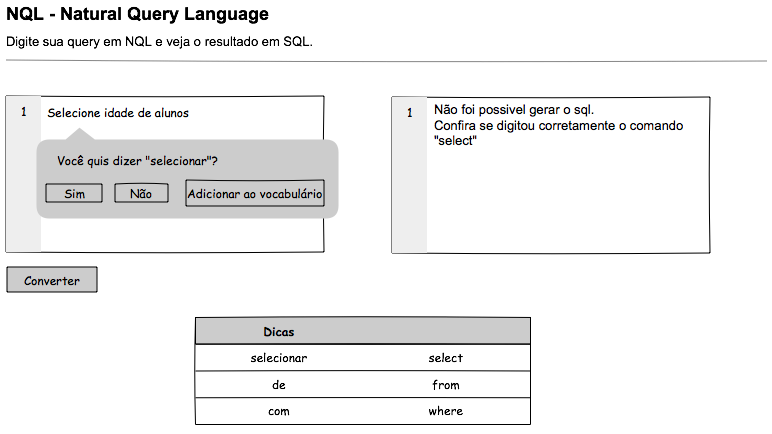 NQL - Natural Query Language
Digite sua query em NQL e veja o resultado em SQL.
1
Selecione idade de alunos
Você quis dizer "selecionar"?
Sim
Não
Adicionar ao vocabulário
1
Não foi possivel gerar o sql.
Confira se digitou corretamente o comando
"select"
Converter
Dicas
selecionar select
de from
com where